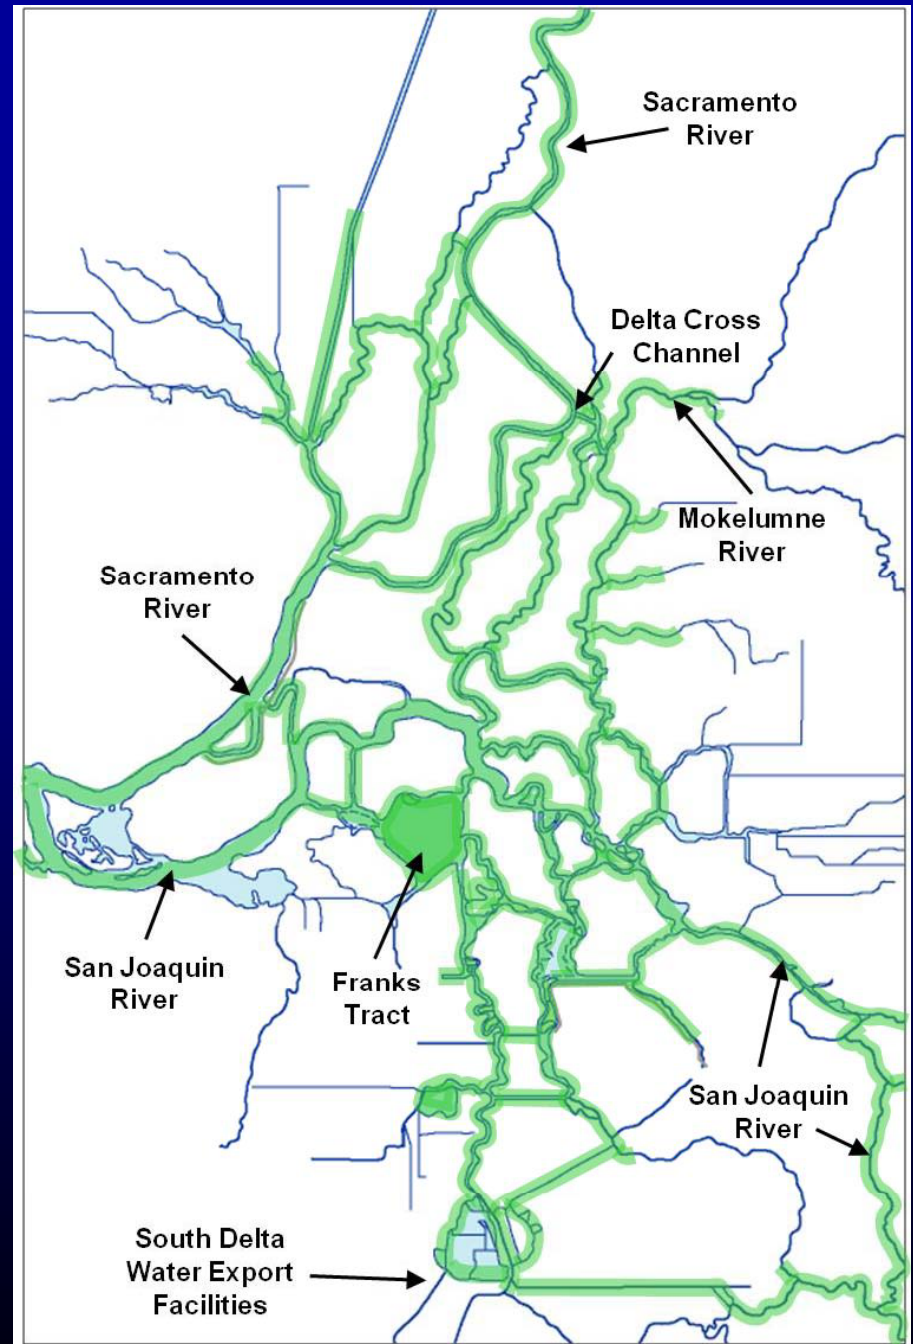 Sacramento
River
Delta Cross
Channel
Mokelumne
River
Sacramento
River
San Joaquin
River
Franks
Tract
San Joaquin
River
South Delta
Water Export
Facilities